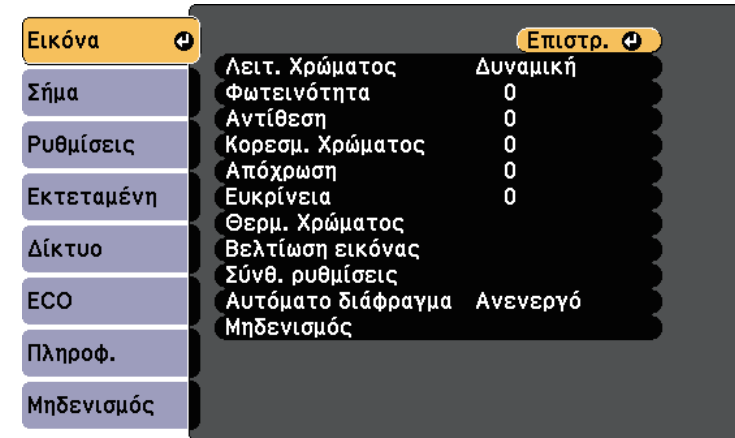 Εικόνα
Σήμα
Ρυθμίσεις
Εκτεταμένη
Δίκτυο
ECO
Πληροφ.
Μηδενισμός
Επιστρ.
Λειτ. Χρώματος Δυναμική
Φωτεινότητα 0
Αντίθεση 0
Κορεσμ. Χρώματος 0
Απόχρωση 0
Ευκρίνεια 0
Θερμ. Χρώματος
Βελτίωση εικόνας
Σύνθ. ρυθμίσεις
Αυτόματο διάφραγμα Ανενεργό
Μηδενισμός